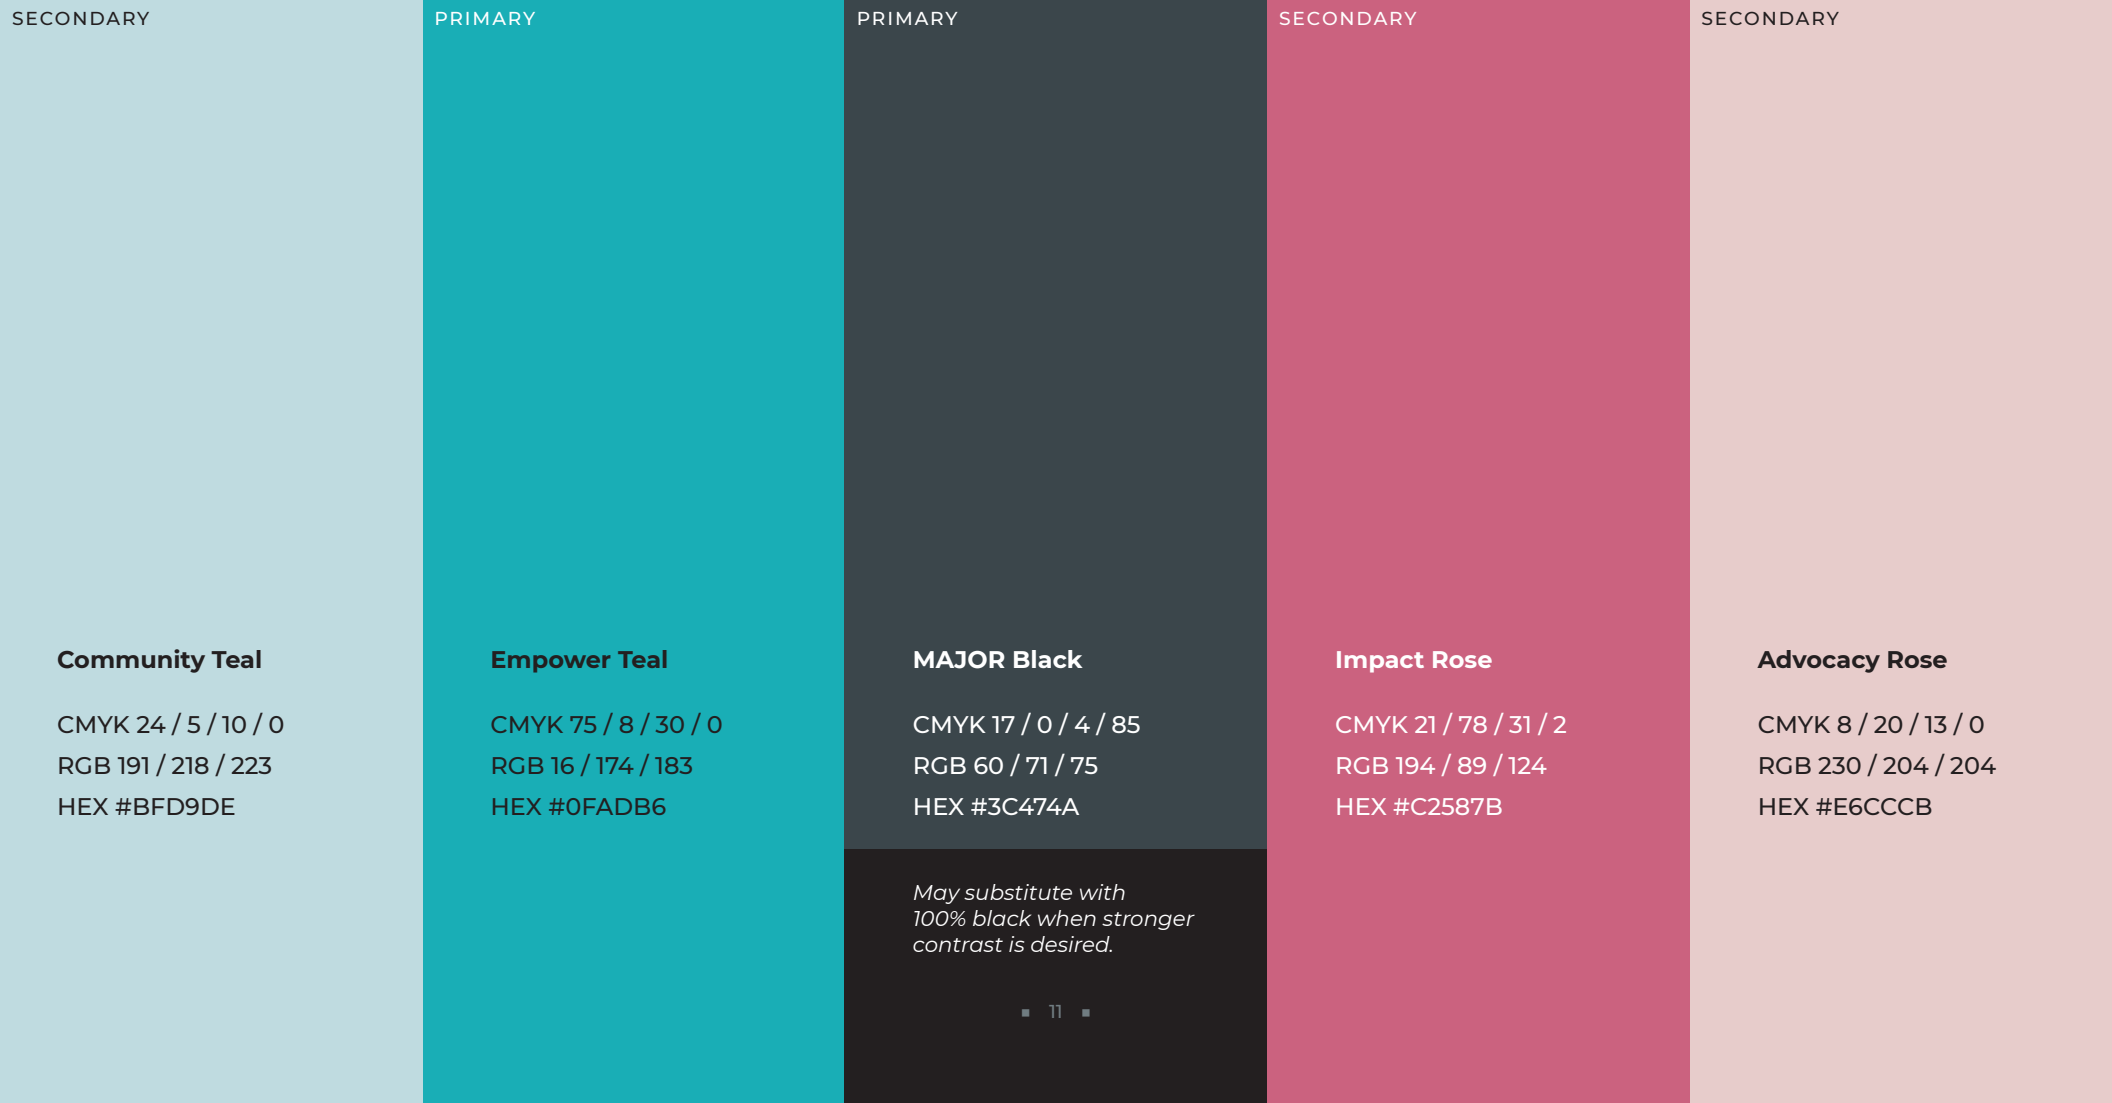 SECONDARY
Community Teal
CMYK 24 / 5 / 10 / 0
RGB 191 / 218 / 223
HEX #BFD9DE
PRIMARY
Empower Teal
CMYK 75 / 8 / 30 / 0
RGB 16 / 174 / 183
HEX #0FADB6
PRIMARY
MAJOR Black
CMYK 17 / 0 / 4 / 85
RGB 60 / 71 / 75
HEX #3C474A
May substitute with
100% black when stronger
contrast is desired.
11
SECONDARY
Impact Rose
CMYK 21 / 78 / 31 / 2
RGB 194 / 89 / 124
HEX #C2587B
SECONDARY
Advocacy Rose
CMYK 8 / 20 / 13 / 0
RGB 230 / 204 / 204
HEX #E6CCCB